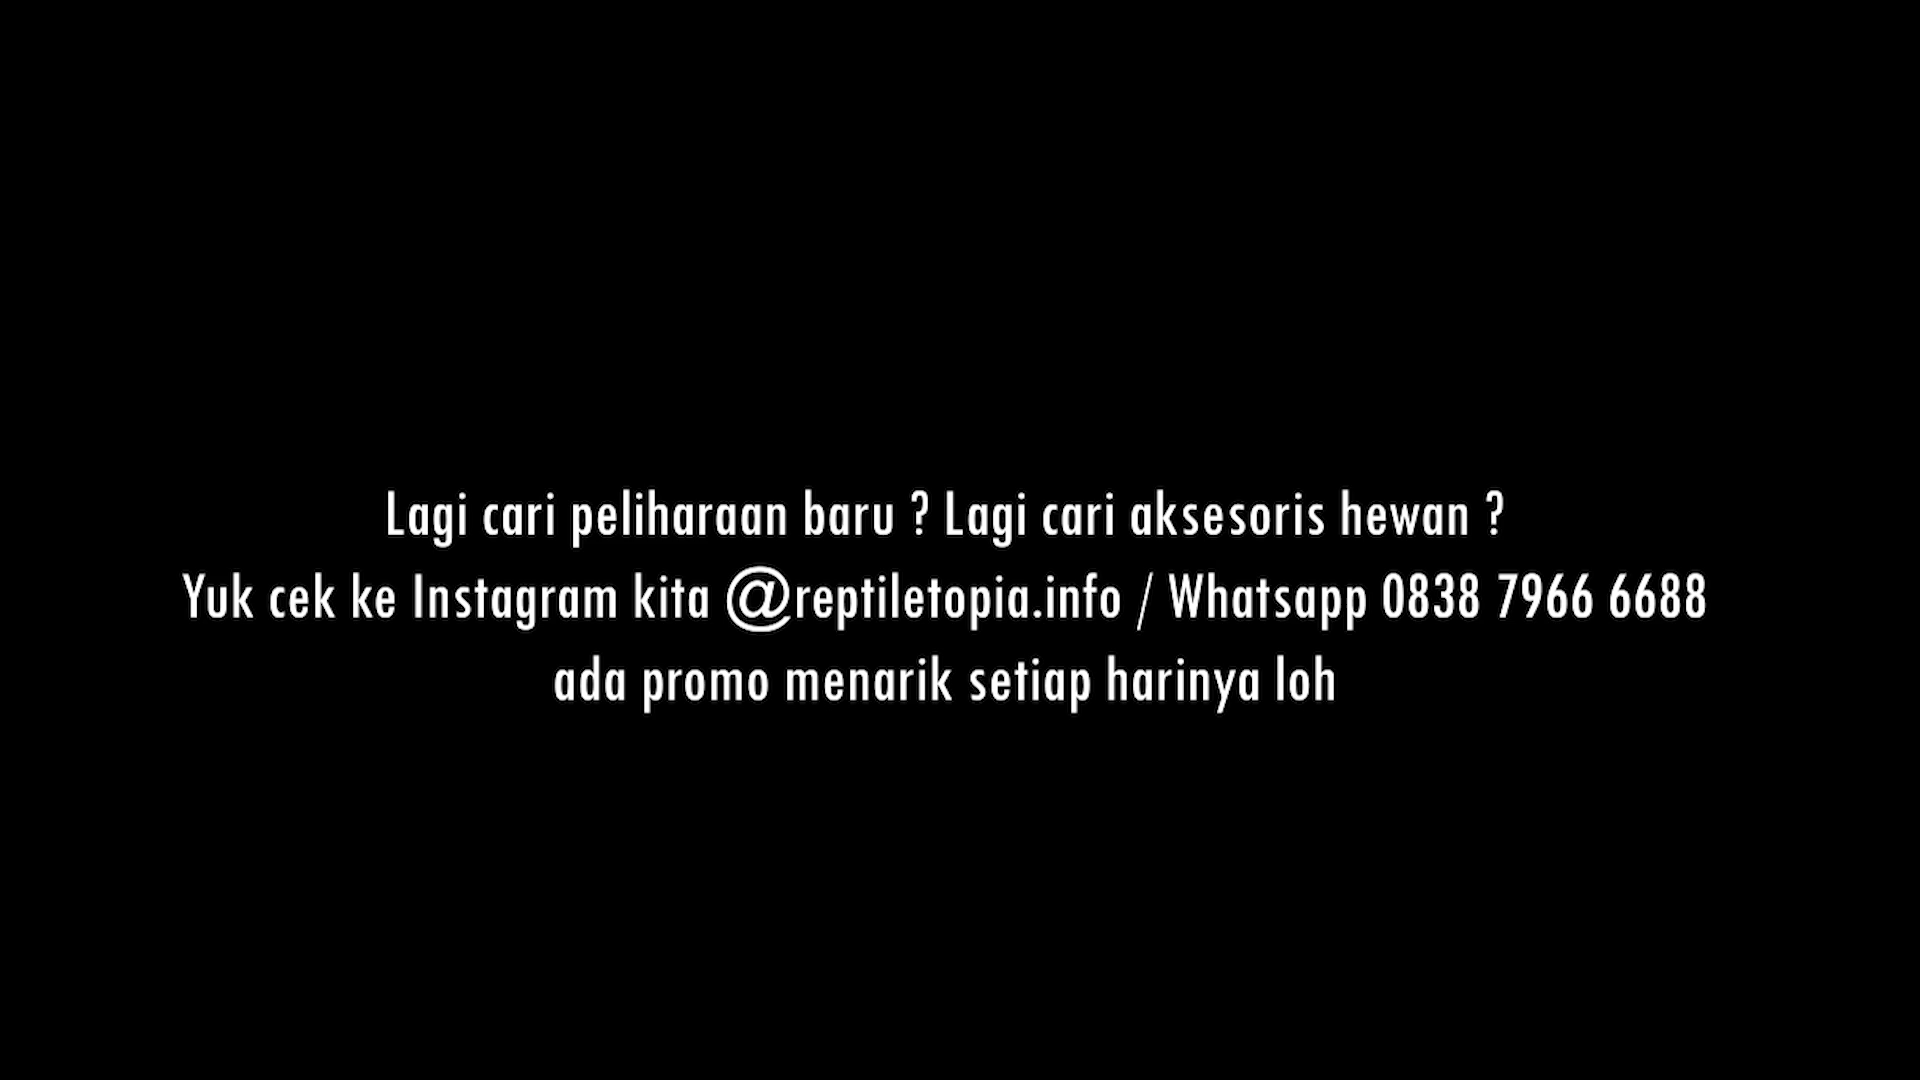 Lagi cari peliharaan baru ? Lagi cari aksesoris hewan ?
Yuk cek ke Instagram kita @reptiletopia.info / Whatsapp 0838 7966 6688
ada promo menarik setiap harinya loh